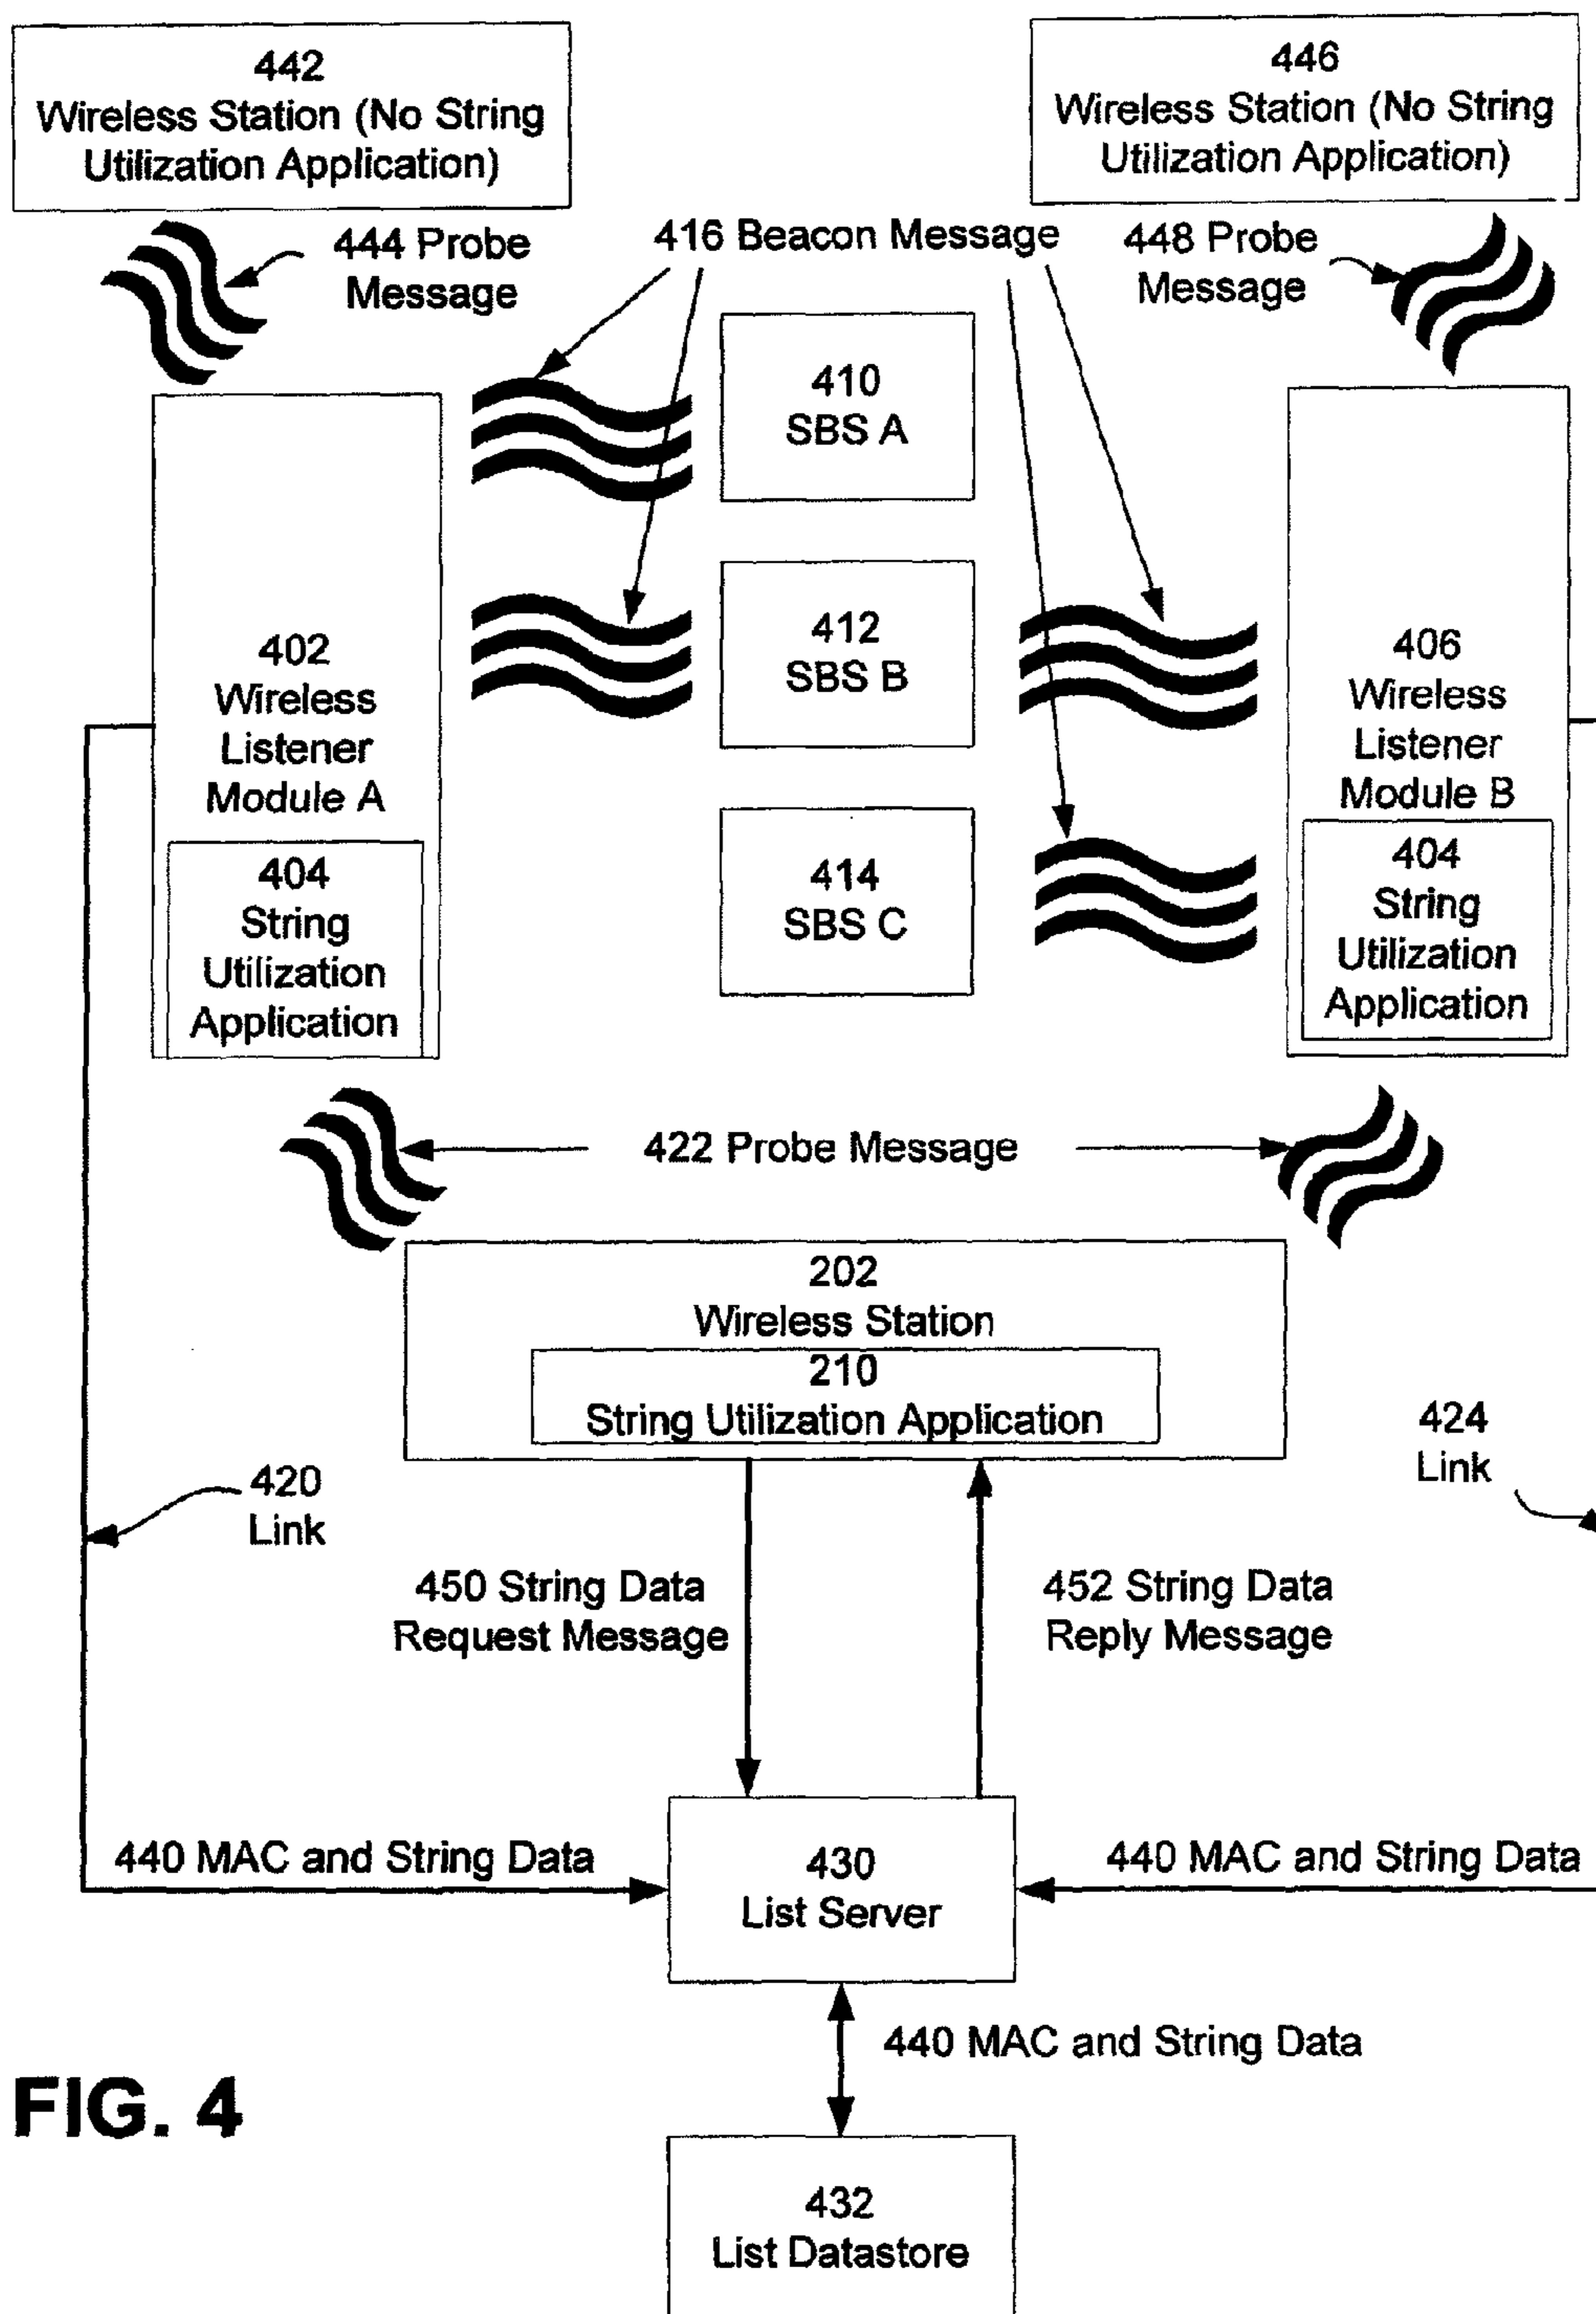 442
Wireless Station (No String
Utilization Application)
446
Wireless Station (No String
Utilization Application)
444 Probe
Message
416 Beacon Message
448 Probe
Message
410
SBS A
412
SBS B
414
SBS C
402
Wireless
Listener
Module A
404
String
Utilization
Application
406
Wireless
Listener
Module B
404
String
Utilization
Application
422 Probe Message
202
Wireless Station
210
String Utilization Application
420
Link
424
Link
450 String Data
Request Message
452 String Data
Reply Message
440 MAC and String Data
430
List Server
440 MAC and String Data
440 MAC and String Data
432
List Datastore
FIG. 4